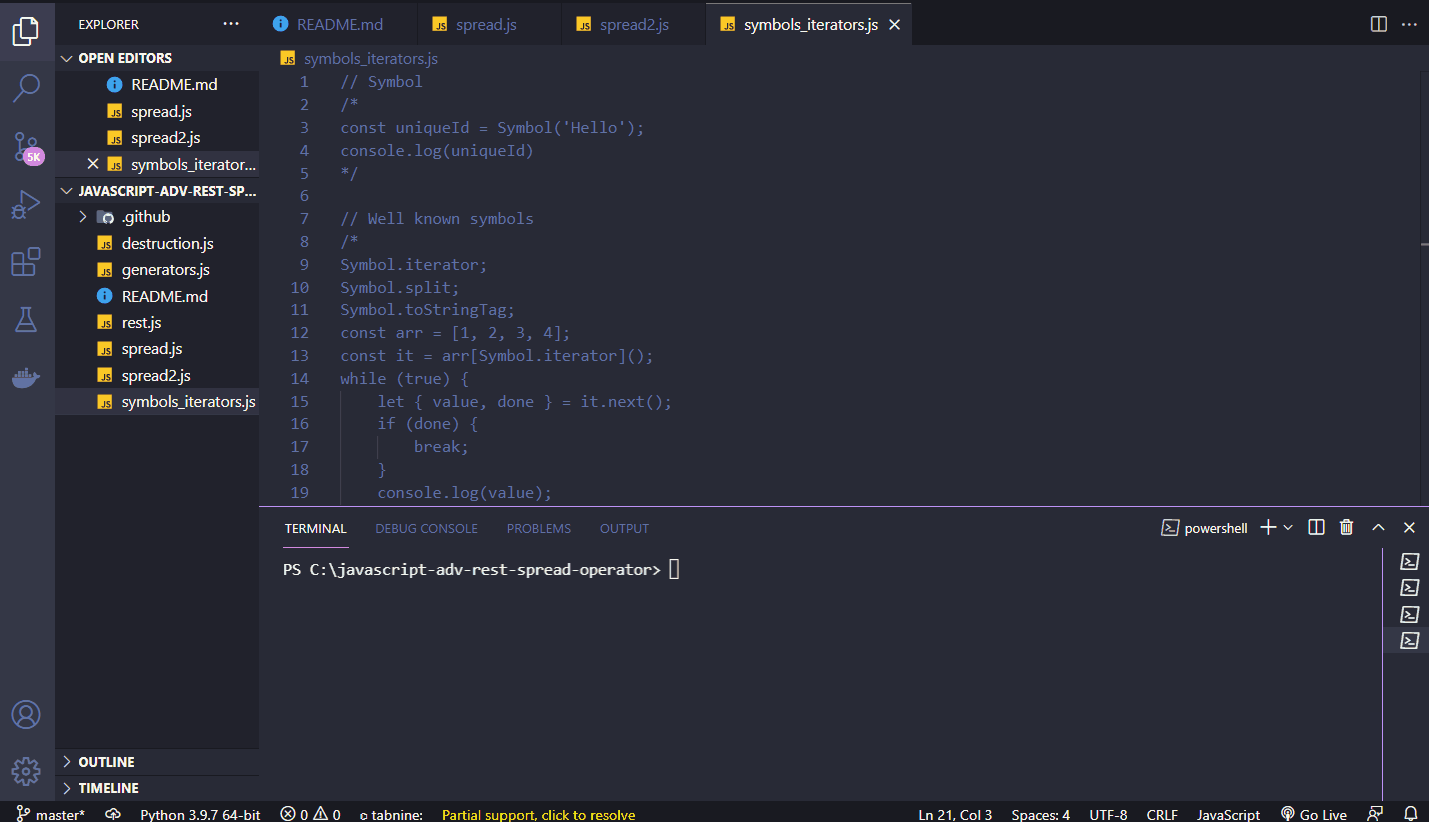 EXPLORER
README.md
spread.js
spread2.js
symbols_iterators.js
OPEN EDITORS
README.md
spread.js
spread2.js
symbols_iterator...
JAVASCRIPT-ADV-REST-SP...
.github
destruction.js
generators.js
README.md
rest.js
spread.js
spread2.js
symbols_iterators.js
OUTLINE
TIMELINE
5K
symbols_iterators.js
1 // Symbol
2 /*
3 const uniqueId = Symbol('Hello');
4 console.log(uniqueId)
5 */
6
7 // Well known symbols
8 /*
9 Symbol.iterator;
10 Symbol.split;
11 Symbol.toStringTag;
12 const arr = [1, 2, 3, 4];
13 const it = arr[Symbol.iterator]();
14 while (true) {
15 let { value, done } = it.next();
16 if (done) {
17 break;
18 }
19 console.log(value);
TERMINAL DEBUG CONSOLE PROBLEMS OUTPUT
powershell
PS C:\javascript-adv-rest-spread-operator>
master* Python 3.9.7 64-bit 0 0 tabnine: Partial support, click to resolve Ln 21, Col 3 Spaces: 4 UTF-8 CRLF JavaScript Go Live